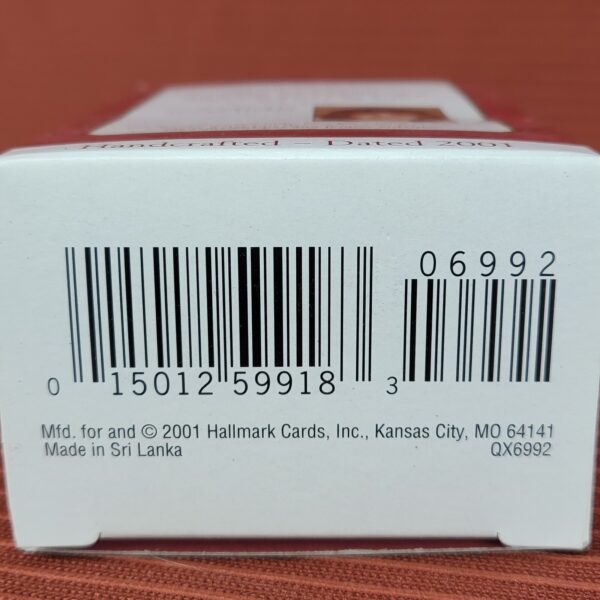 Handcrafted – Dated 2001
06992
0 15012 59918 3
Mfd. for and © 2001 Hallmark Cards, Inc., Kansas City, MO 64141
Made in Sri Lanka QX6992